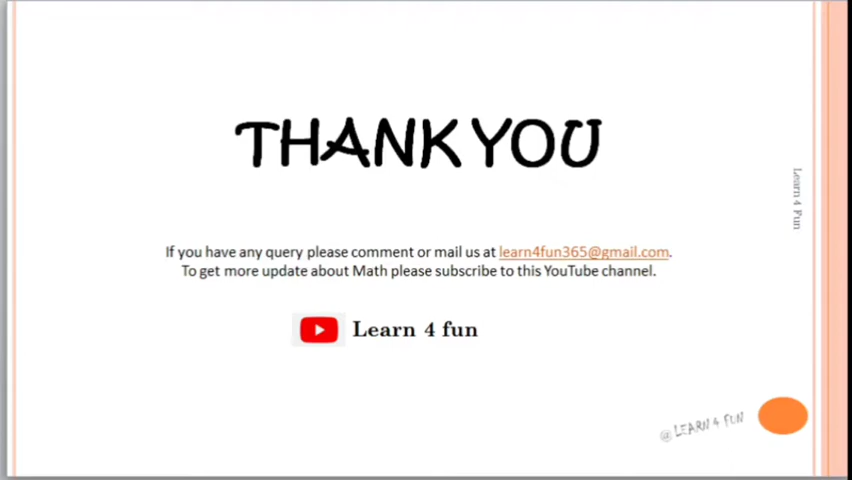 THANK YOU
If you have any query please comment or mail us at learn4fun365@gmail.com.
To get more update about Math please subscribe to this YouTube channel.
Learn 4 fun
Learn 4 Fun
@ LEARN 4 FUN